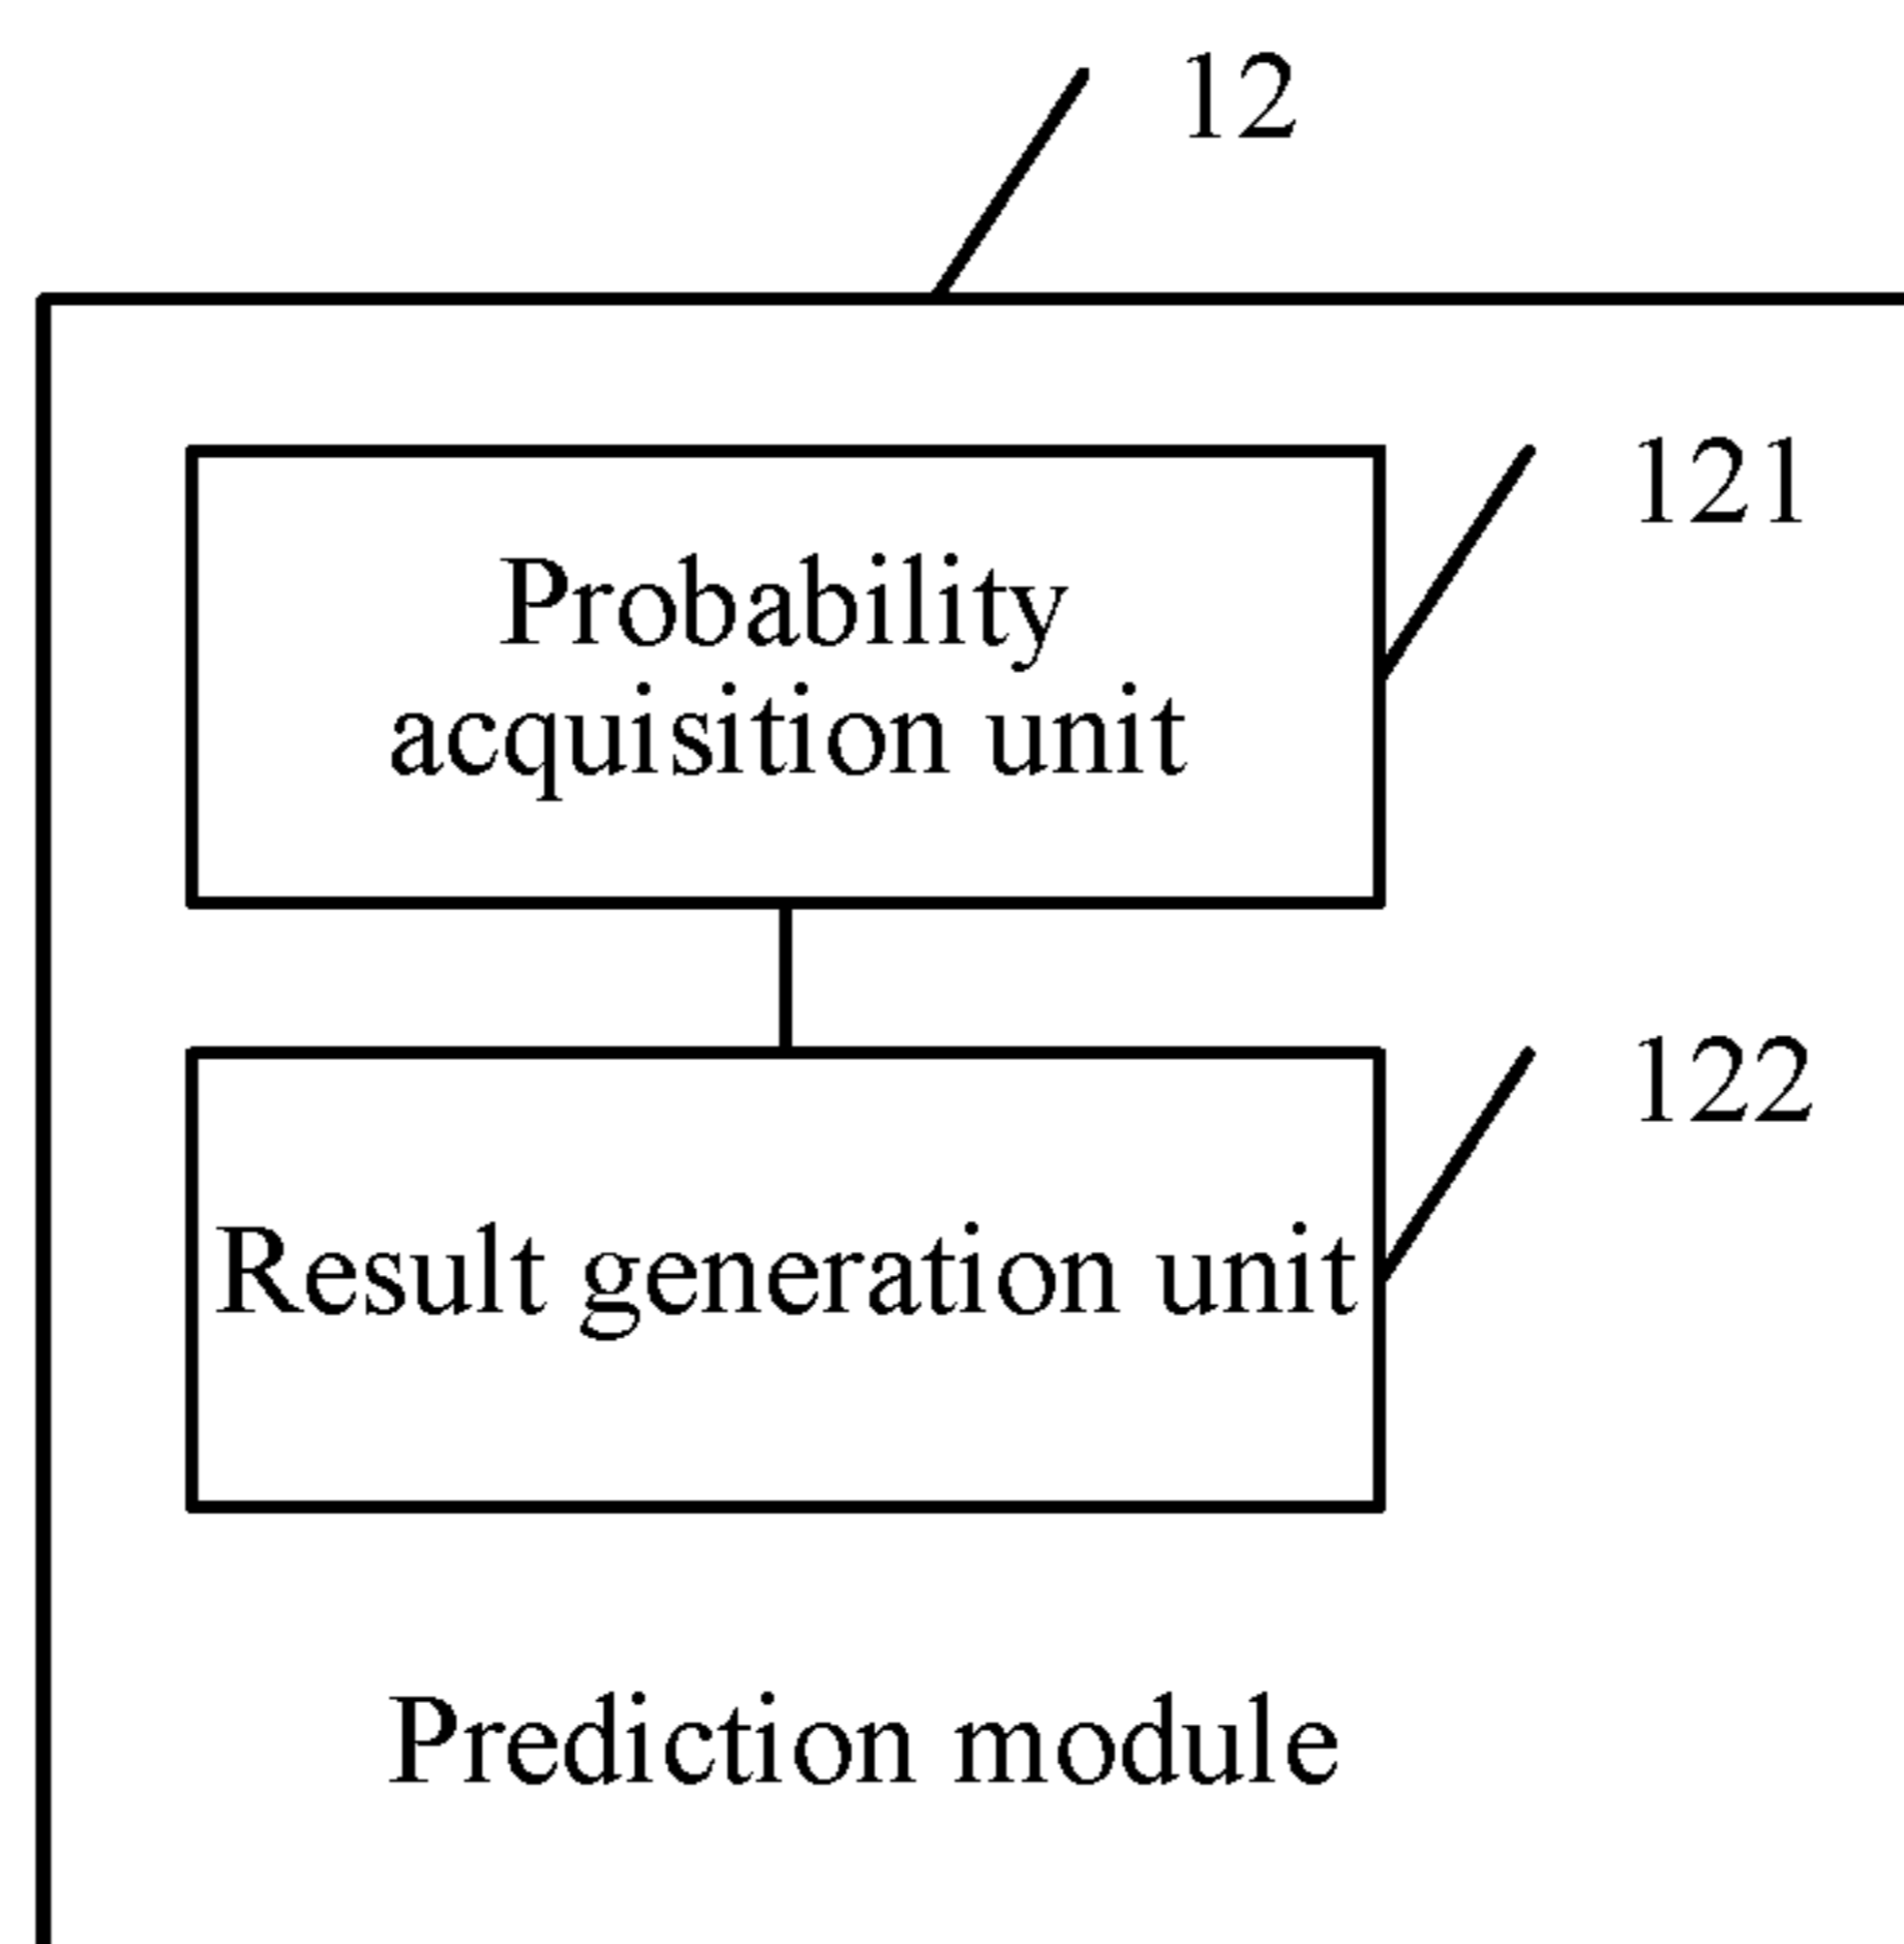 12
121
Probability
acquisition unit
122
Result generation unit
Prediction module